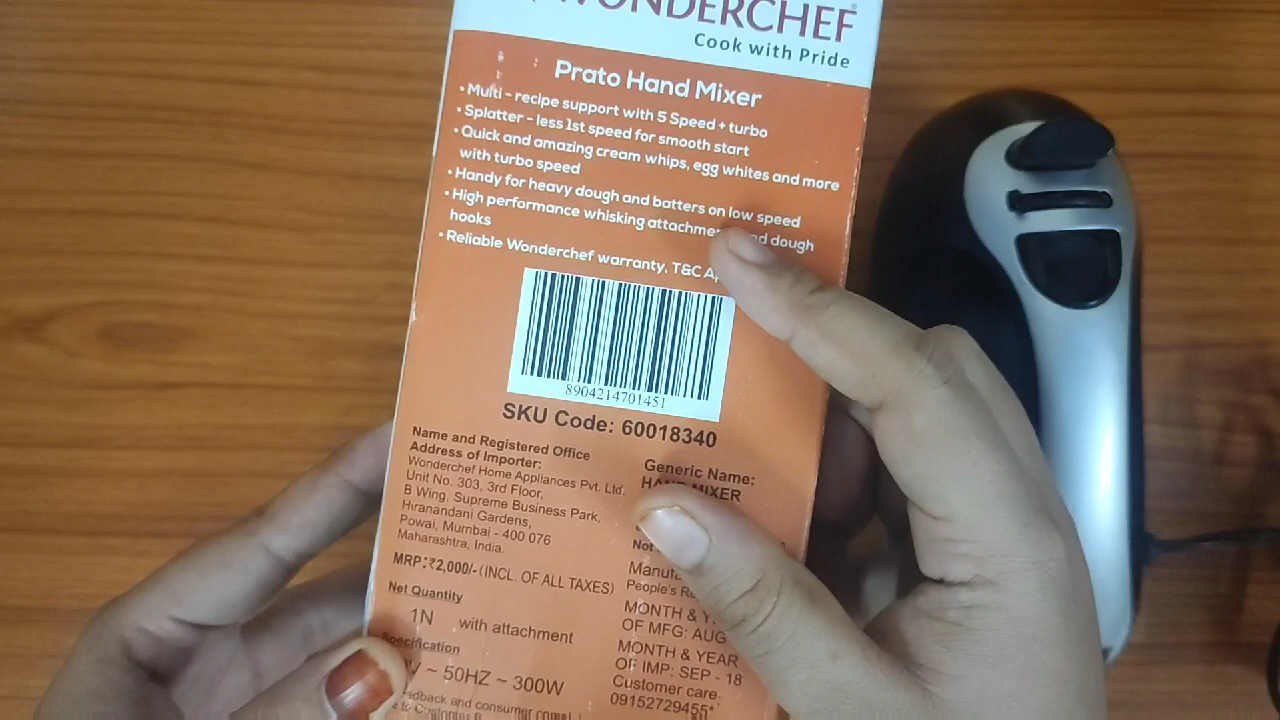 WONDERCHEF
Cook with Pride
Prato Hand Mixer
• Multi - recipe support with 5 Speed + turbo
• Splatter - less 1st speed for smooth start
• Quick and amazing cream whips, egg whites and more
with turbo speed
• Handy for heavy dough and batters on low speed
• High performance whisking dough
hooks
• Reliable Wonderchef warranty, T&C
8904214701451
SKU Code: 60018340
Name and Registered Office
Address of Importer:
Wonderchef Home Appliances Pvt. Ltd.
Unit No. 303, 3rd Floor,
B Wing, Supreme Business Park,
Hiranandani Gardens,
Powai, Mumbai - 400 076
Maharashtra, India.
MRP:₹2,000/-(INCL. OF ALL TAXES)
Net Quantity
1N with attachment
Specification
~ 50HZ ~ 300W
and consumer
Generic Name:
MIXER
People's
MONTH &
OF MFG: AUG
MONTH & YEAR
OF IMP: SEP - 18
Customer care:
09152729455*